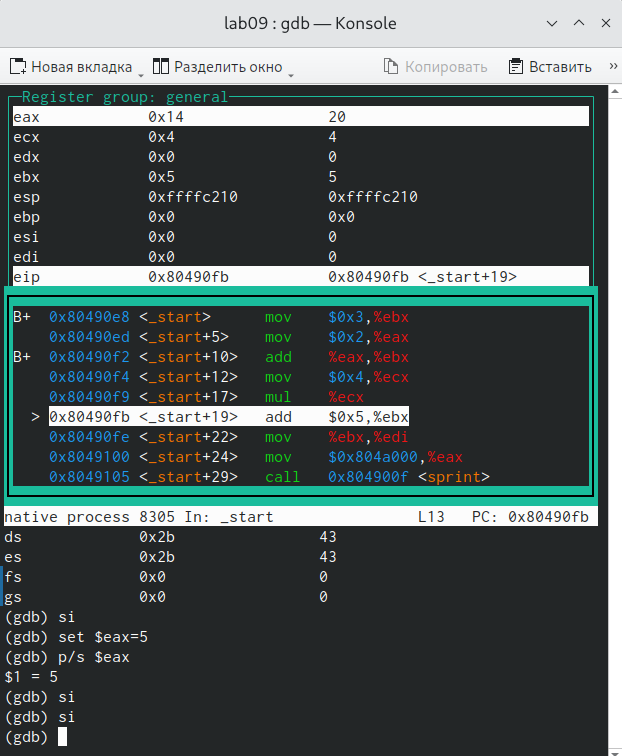 lab09 : gdb — Konsole
Новая вкладка Разделить окно Копировать Вставить »
Register group: general
eax 0x14 20
ecx 0x4 4
edx 0x0 0
ebx 0x5 5
esp 0xffffc210 0xffffc210
ebp 0x0 0x0
esi 0x0 0
edi 0x0 0
eip 0x80490fb 0x80490fb <_start+19>
B+ 0x80490e8 <_start> mov $0x3,%ebx
0x80490ed <_start+5> mov $0x2,%eax
B+ 0x80490f2 <_start+10> add %eax,%ebx
0x80490f4 <_start+12> mov $0x4,%ecx
0x80490f9 <_start+17> mul %ecx
> 0x80490fb <_start+19> add $0x5,%ebx
0x80490fe <_start+22> mov %ebx,%edi
0x8049100 <_start+24> mov $0x804a000,%eax
0x8049105 <_start+29> call 0x804900f <sprint>
native process 8305 In: _start L13 PC: 0x80490fb
ds 0x2b 43
es 0x2b 43
fs 0x0 0
gs 0x0 0
(gdb) si
(gdb) set $eax=5
(gdb) p/s $eax
$1 = 5
(gdb) si
(gdb) si
(gdb)